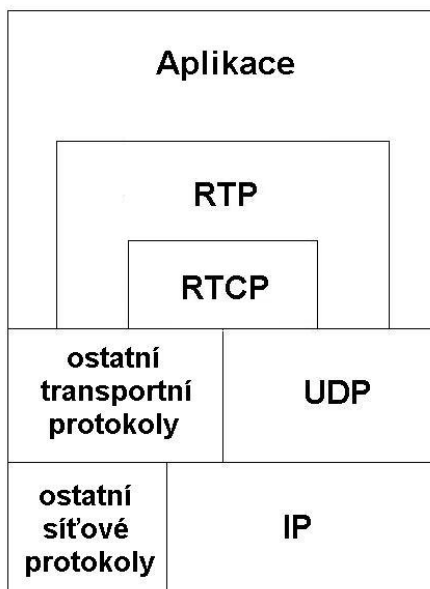 Aplikace
RTP
RTCP
ostatní
transportní
protokoly
UDP
ostatní
síťové
protokoly
IP